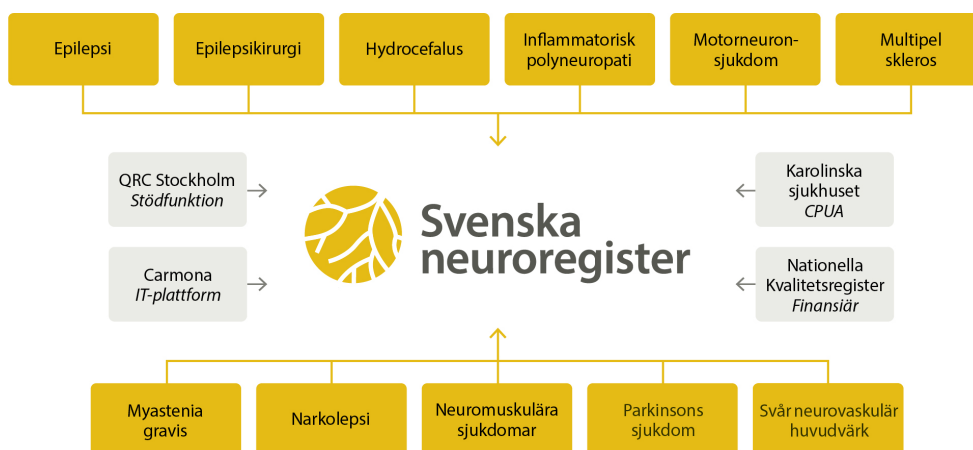 Epilepsi
Epilepsikirurgi
Hydrocefalus
Inflammatorisk
polyneuropati
Motorneuron-
sjukdom
Multipel
skleros
QRC Stockholm
Stödfunktion
Carmona
IT-plattform
Svenska
neuroregister
Karolinska
sjukhuset
CPUA
Nationella
Kvalitetsregister
Finansiär
Myastenia
gravis
Narkolepsi
Neuromuskulära
sjukdomar
Parkinsons
sjukdom
Svår neurovaskulär
huvudvärk